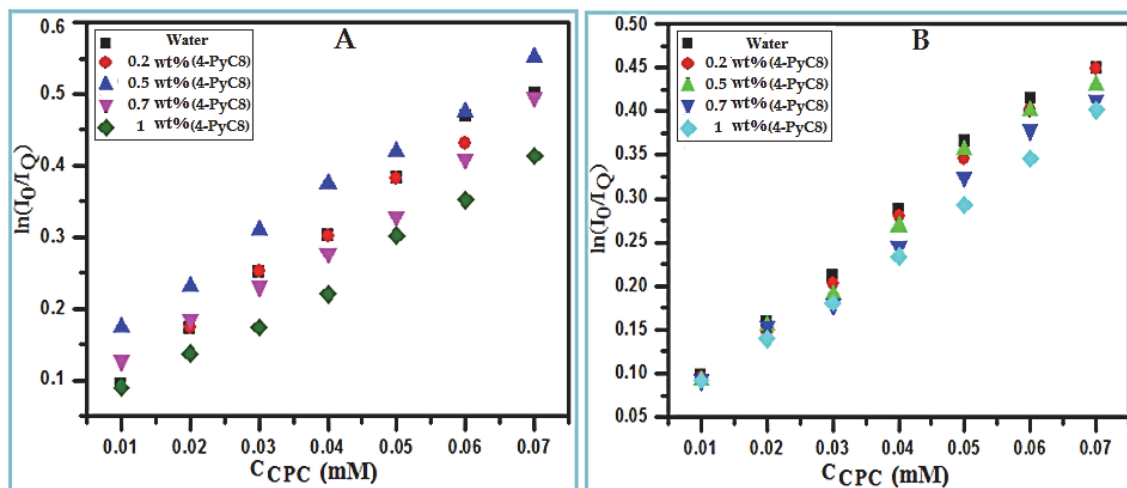 A
Water
0.2 wt%(4-PyC8)
0.5 wt%(4-PyC8)
0.7 wt%(4-PyC8)
1 wt%(4-PyC8)
ln(I0/IQ)
0.6
0.5
0.4
0.3
0.2
0.1
0.01 0.02 0.03 0.04 0.05 0.06 0.07
CCPC (mM)
B
Water
0.2 wt%(4-PyC8)
0.5 wt%(4-PyC8)
0.7 wt%(4-PyC8)
1 wt%(4-PyC8)
ln(I0/IQ)
0.50
0.45
0.40
0.35
0.30
0.25
0.20
0.15
0.10
0.05
0.01 0.02 0.03 0.04 0.05 0.06 0.07
CCPC (mM)